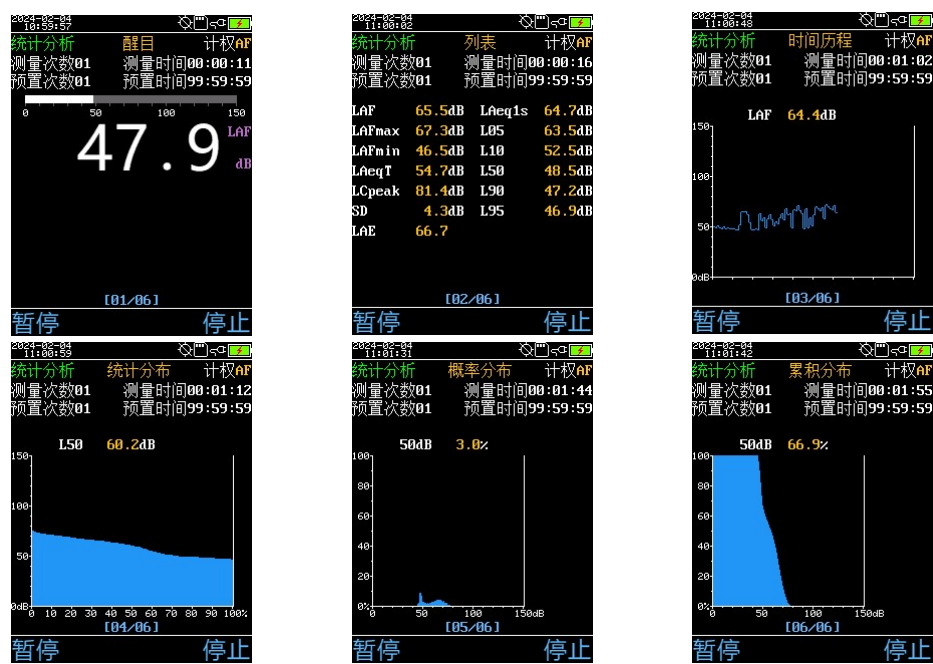 2024-02-04
10:59:57
统计分析 醒目 计权AF
测量次数01 测量时间00:00:11
预置次数01 预置时间99:59:59
0 50 100 150
47.9 LAF
dB
[01/06]
暂停 停止
2024-02-04
11:00:02
统计分析 列表 计权AF
测量次数01 测量时间00:00:16
预置次数01 预置时间99:59:59
LAF 65.5dB LAeq1s 64.7dB
LAFmax 67.3dB L05 63.5dB
LAFmin 46.5dB L10 52.5dB
LAeqT 54.7dB L50 48.5dB
LCpeak 81.4dB L90 47.2dB
SD 4.3dB L95 46.9dB
LAE 66.7
[02/06]
暂停 停止
2024-02-04
11:00:48
统计分析 时间历程 计权AF
测量次数01 测量时间00:01:02
预置次数01 预置时间99:59:59
LAF 64.4dB
150
100
50
0dB
[03/06]
暂停 停止
2024-02-04
11:00:59
统计分析 统计分布 计权AF
测量次数01 测量时间00:01:12
预置次数01 预置时间99:59:59
L50 60.2dB
150
100
50
0dB
0 10 20 30 40 50 60 70 80 90 100%
[04/06]
暂停 停止
2024-02-04
11:01:31
统计分析 概率分布 计权AF
测量次数01 测量时间00:01:44
预置次数01 预置时间99:59:59
50dB 3.0%
100
80
60
40
20
0%
0 50 100 150dB
[05/06]
暂停 停止
2024-02-04
11:01:42
统计分析 累积分布 计权AF
测量次数01 测量时间00:01:55
预置次数01 预置时间99:59:59
50dB 66.9%
100
80
60
40
20
0%
0 50 100 150dB
[06/06]
暂停 停止